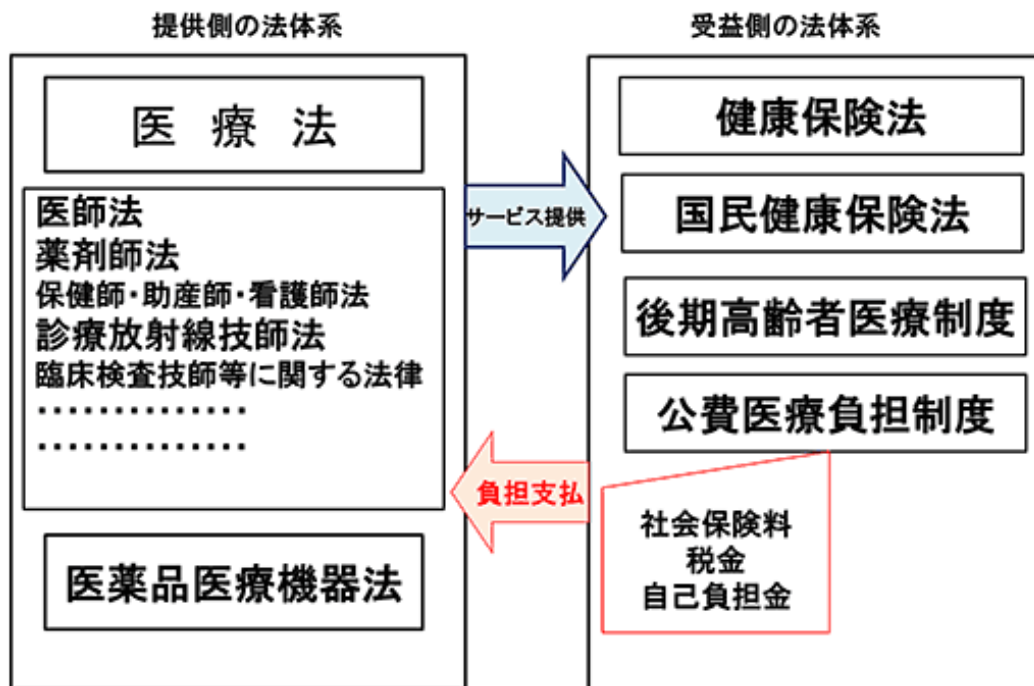 提供側の法体系
医療法
医師法
薬剤師法
保健師・助産師・看護師法
診療放射線技師法
臨床検査技師等に関する法律
・・・・・・・・・・・・・・
・・・・・・・・・・・・・・
医薬品医療機器法
サービス提供
負担支払
受益側の法体系
健康保険法
国民健康保険法
後期高齢者医療制度
公費医療負担制度
社会保険料
税金
自己負担金